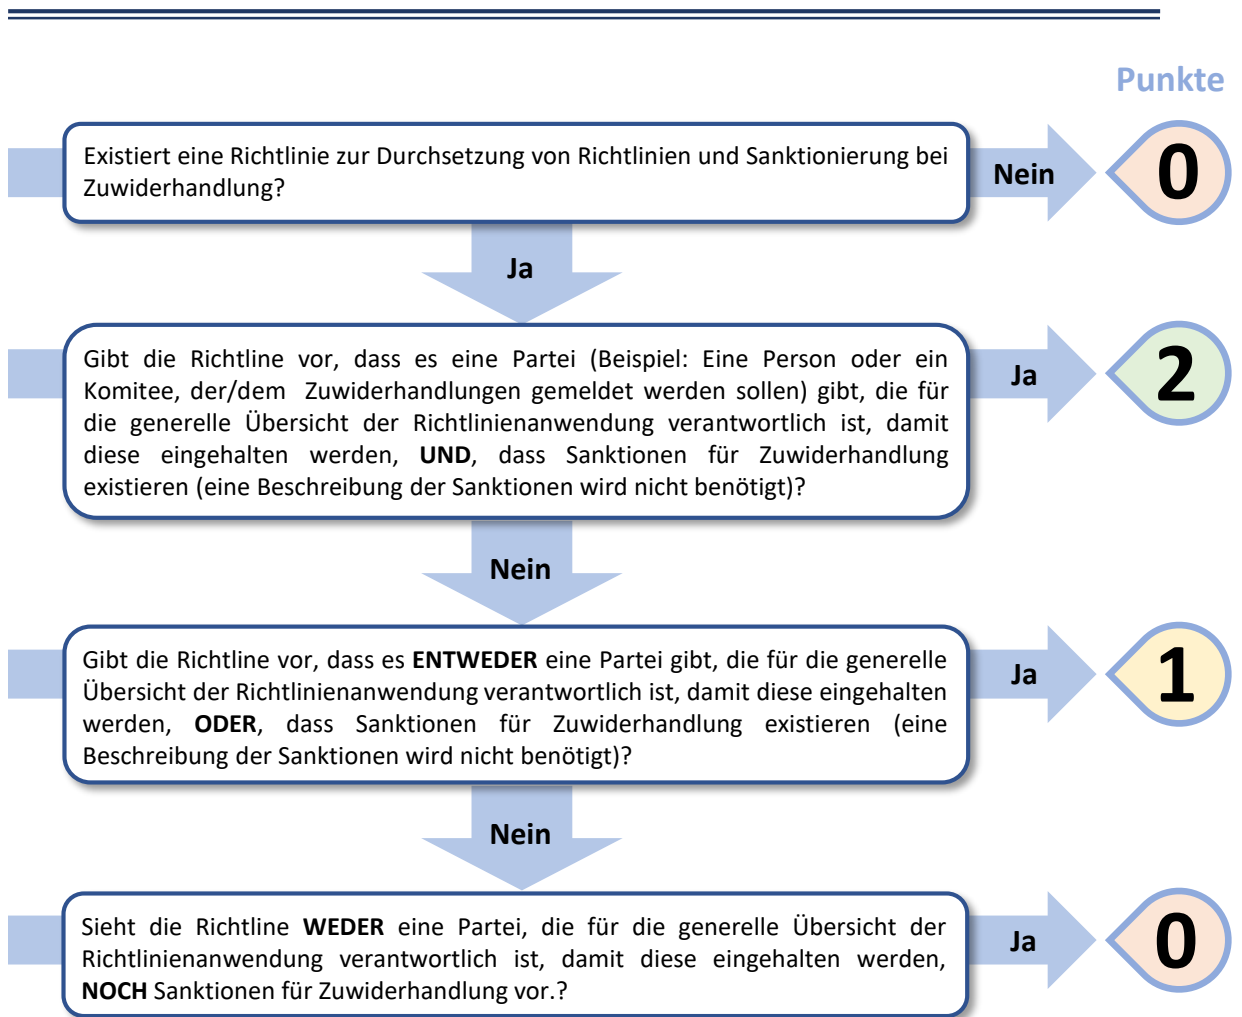 Punkte
Existiert eine Richtlinie zur Durchsetzung von Richtlinien und Sanktionierung bei
Zuwiderhandlung?
Nein
0
Ja
Gibt die Richtline vor, dass es eine Partei (Beispiel: Eine Person oder ein
Komitee, der/dem Zuwiderhandlungen gemeldet werden sollen) gibt, die für
die generelle Übersicht der Richtlinienanwendung verantwortlich ist, damit
diese eingehalten werden, UND, dass Sanktionen für Zuwiderhandlung
existieren (eine Beschreibung der Sanktionen wird nicht benötigt)?
Ja
2
Nein
Gibt die Richtline vor, dass es ENTWEDER eine Partei gibt, die für die generelle
Übersicht der Richtlinienanwendung verantwortlich ist, damit diese eingehalten
werden, ODER, dass Sanktionen für Zuwiderhandlung existieren (eine
Beschreibung der Sanktionen wird nicht benötigt)?
Ja
1
Nein
Sieht die Richtline WEDER eine Partei, die für die generelle Übersicht der
Richtlinienanwendung verantwortlich ist, damit diese eingehalten werden,
NOCH Sanktionen für Zuwiderhandlung vor.?
Ja
0